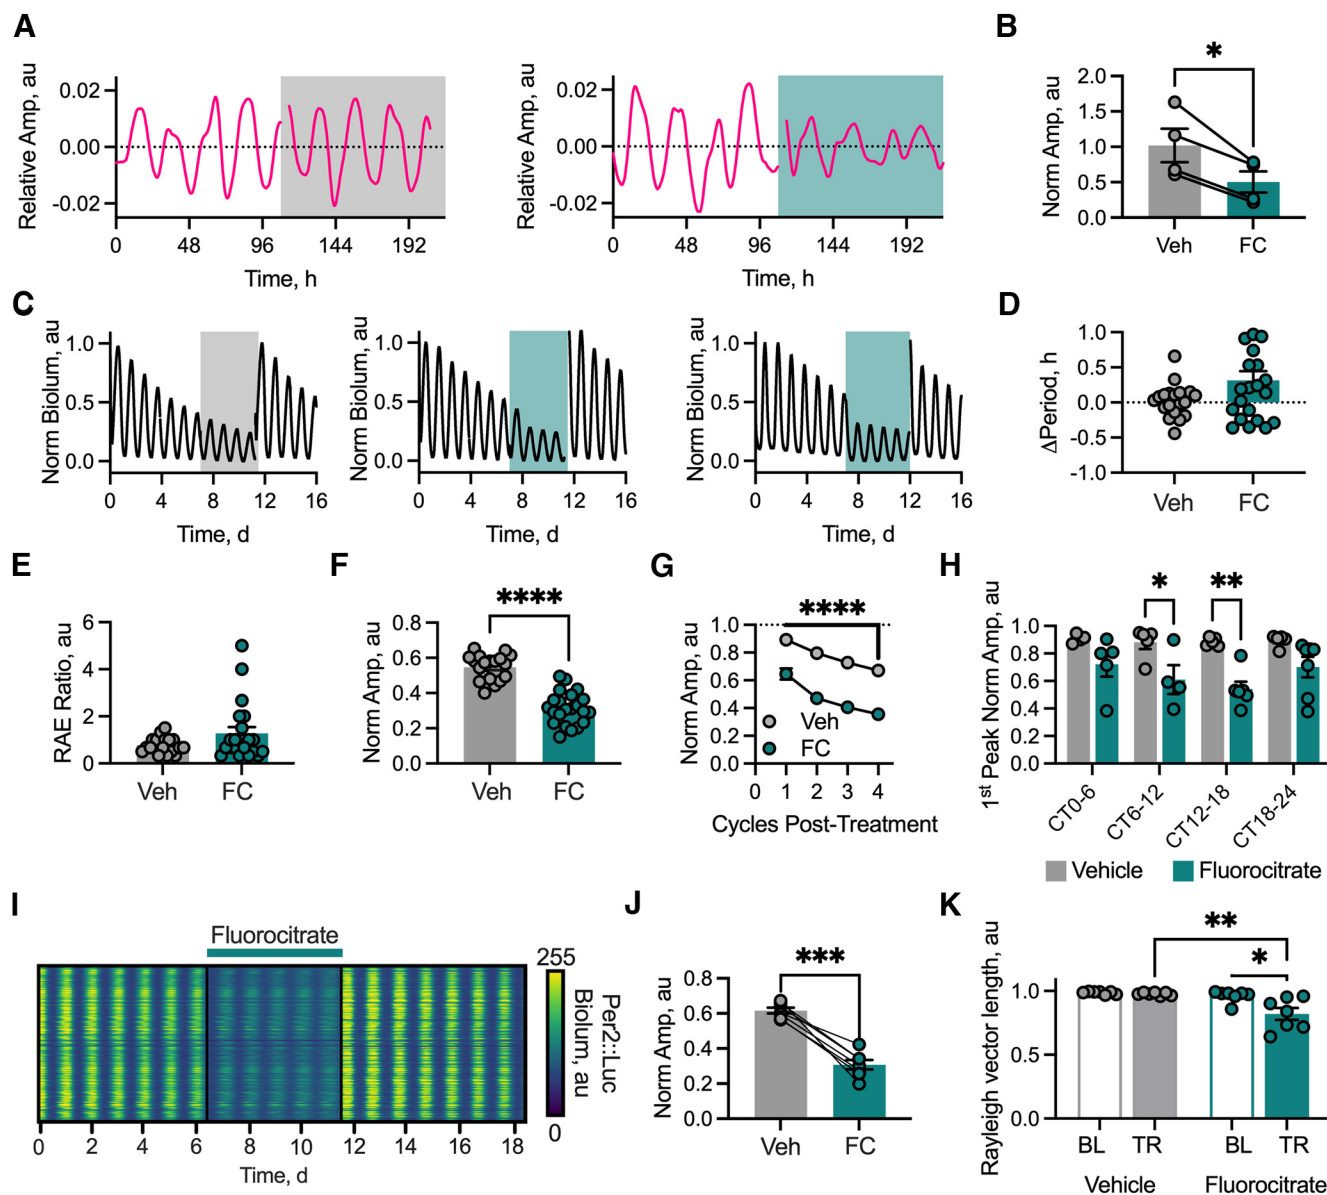 A
Relative Amp, au
0.02
0.00
-0.02
0 48 96 144 192
Time, h
Relative Amp, au
0.02
0.00
-0.02
0 48 96 144 192
Time, h
B
*
Norm Amp, au
2.0
1.5
1.0
0.5
0.0
Veh FC
C
Norm Biolum, au
1.0
0.5
0.0
0 4 8 12 16
Time, d
Norm Biolum, au
1.0
0.5
0.0
0 4 8 12 16
Time, d
Norm Biolum, au
1.0
0.5
0.0
0 4 8 12 16
Time, d
D
ΔPeriod, h
1.0
0.5
0.0
-0.5
-1.0
Veh FC
E
RAE Ratio, au
6
4
2
0
Veh FC
F
****
Norm Amp, au
0.8
0.6
0.4
0.2
0.0
Veh FC
G
****
Norm Amp, au
1.0
0.8
0.6
0.4
0.2
0.0
Veh
FC
0 1 2 3 4
Cycles Post-Treatment
H
* **
1st Peak Norm Amp, au
1.0
0.8
0.6
0.4
0.2
0.0
CT0-6 CT6-12 CT12-18 CT18-24
Vehicle Fluorocitrate
I
Fluorocitrate
0 2 4 6 8 10 12 14 16 18
Time, d
255
0
Per2::Luc
Biolum, au
J
***
Norm Amp, au
0.8
0.6
0.4
0.2
0.0
Veh FC
K
**
*
Rayleigh vector length, au
1.0
0.5
0.0
BL TR BL TR
Vehicle Fluorocitrate